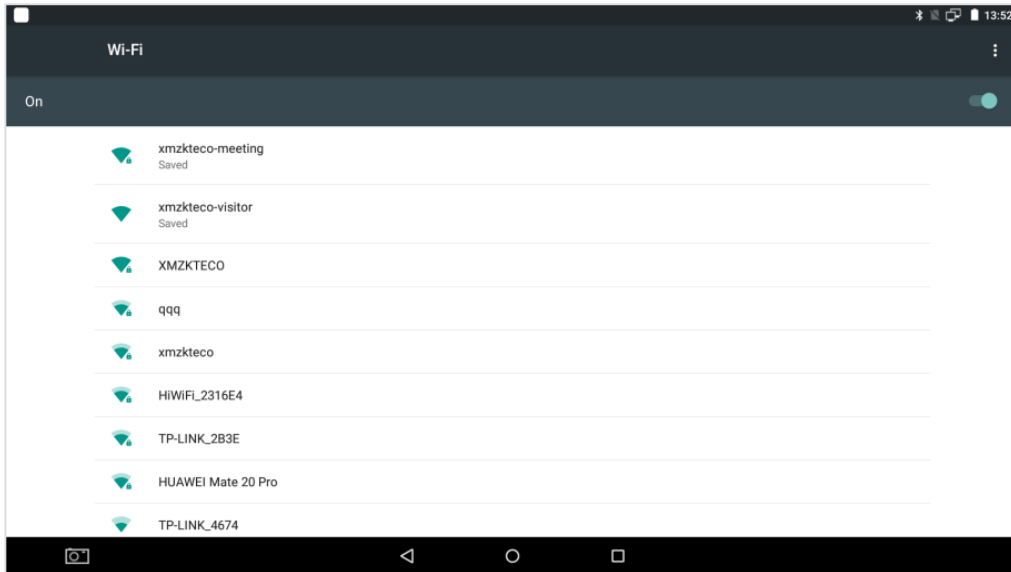 13:52
Wi-Fi
On
xmzkteco-meeting
Saved
xmzkteco-visitor
Saved
XMZKTECO
qqq
xmzkteco
HiWiFi_2316E4
TP-LINK_2B3E
HUAWEI Mate 20 Pro
TP-LINK_4674